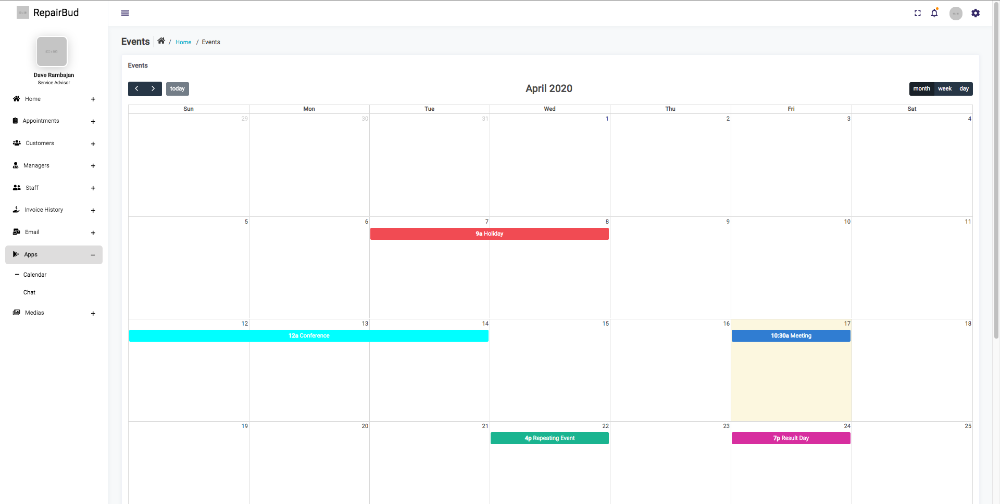 RepairBud
Dave Rambajan
Service Advisor
Home +
Appointments +
Customers +
Managers +
Staff +
Invoice History +
Email +
Apps −
− Calendar
Chat
Medias +
Events / Home / Events
Events
< > today
April 2020
month week day
Sun Mon Tue Wed Thu Fri Sat
29 30 31 1 2 3 4
5 6 7 8 9 10 11
9a Holiday
12 13 14 15 16 17 18
12a Conference
10:30a Meeting
19 20 21 22 23 24 25
4p Repeating Event
7p Result Day